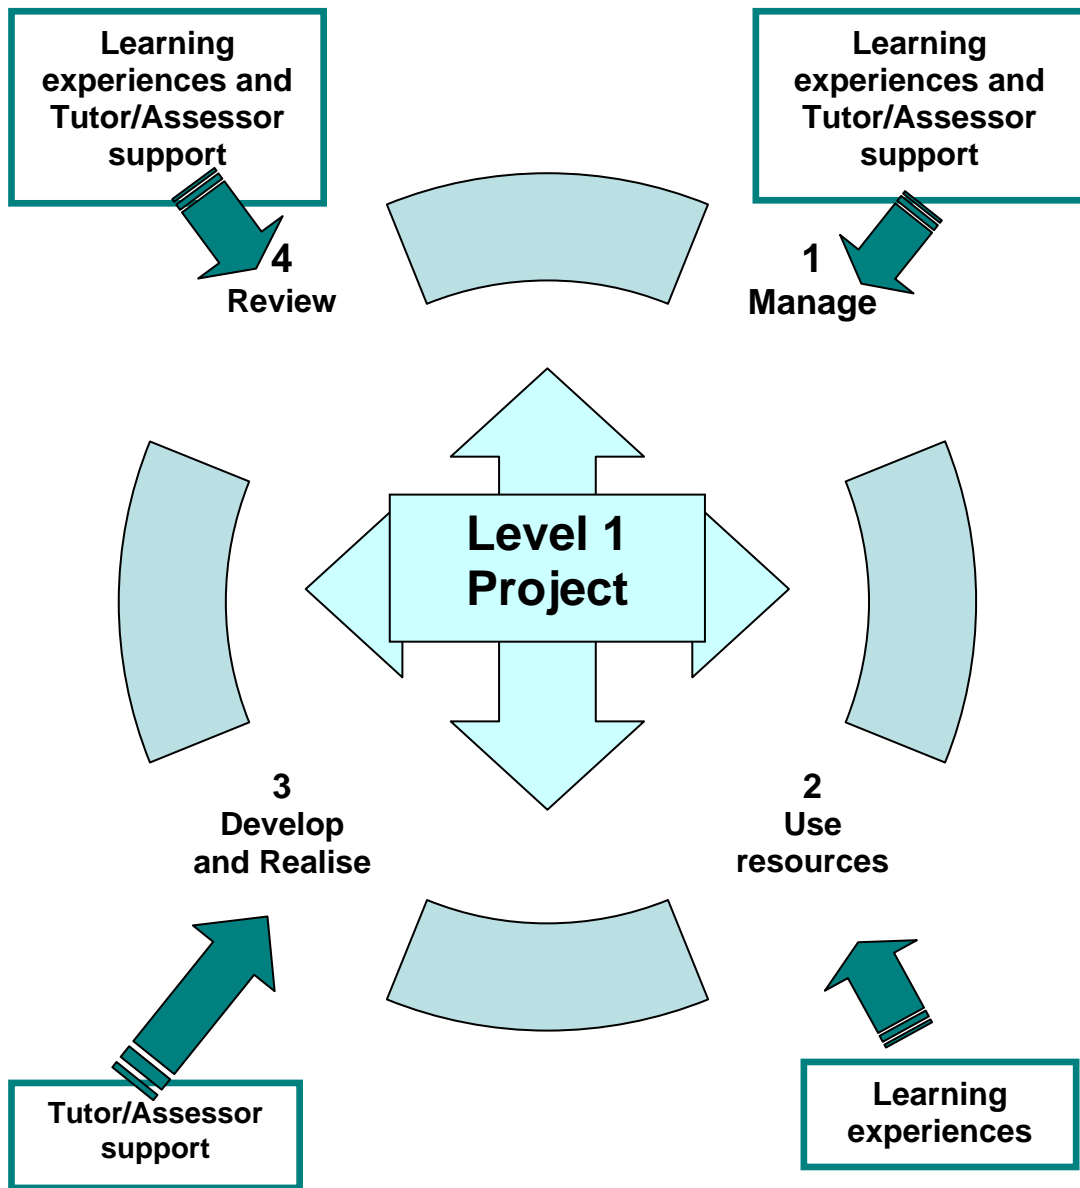 Learning
experiences and
Tutor/Assessor
support
Learning
experiences and
Tutor/Assessor
support
4
Review
1
Manage
Level 1
Project
3
Develop
and Realise
2
Use
resources
Tutor/Assessor
support
Learning
experiences